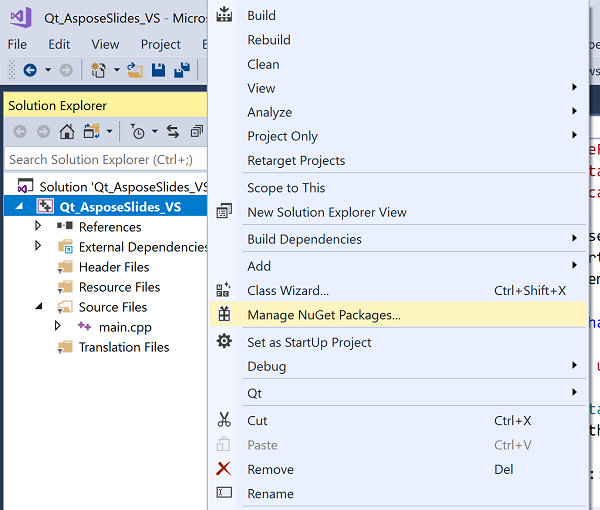 Qt_AsposeSlides_VS - Micros
File Edit View Project
Solution Explorer
Search Solution Explorer (Ctrl+;)
Solution 'Qt_AsposeSlides_VS
Qt_AsposeSlides_VS
References
External Dependencies
Header Files
Resource Files
Source Files
main.cpp
Translation Files
Build
Rebuild
Clean
View
Analyze
Project Only
Retarget Projects
Scope to This
New Solution Explorer View
Build Dependencies
Add
Class Wizard... Ctrl+Shift+X
Manage NuGet Packages...
Set as StartUp Project
Debug
Qt
Cut Ctrl+X
Paste Ctrl+V
Remove Del
Rename